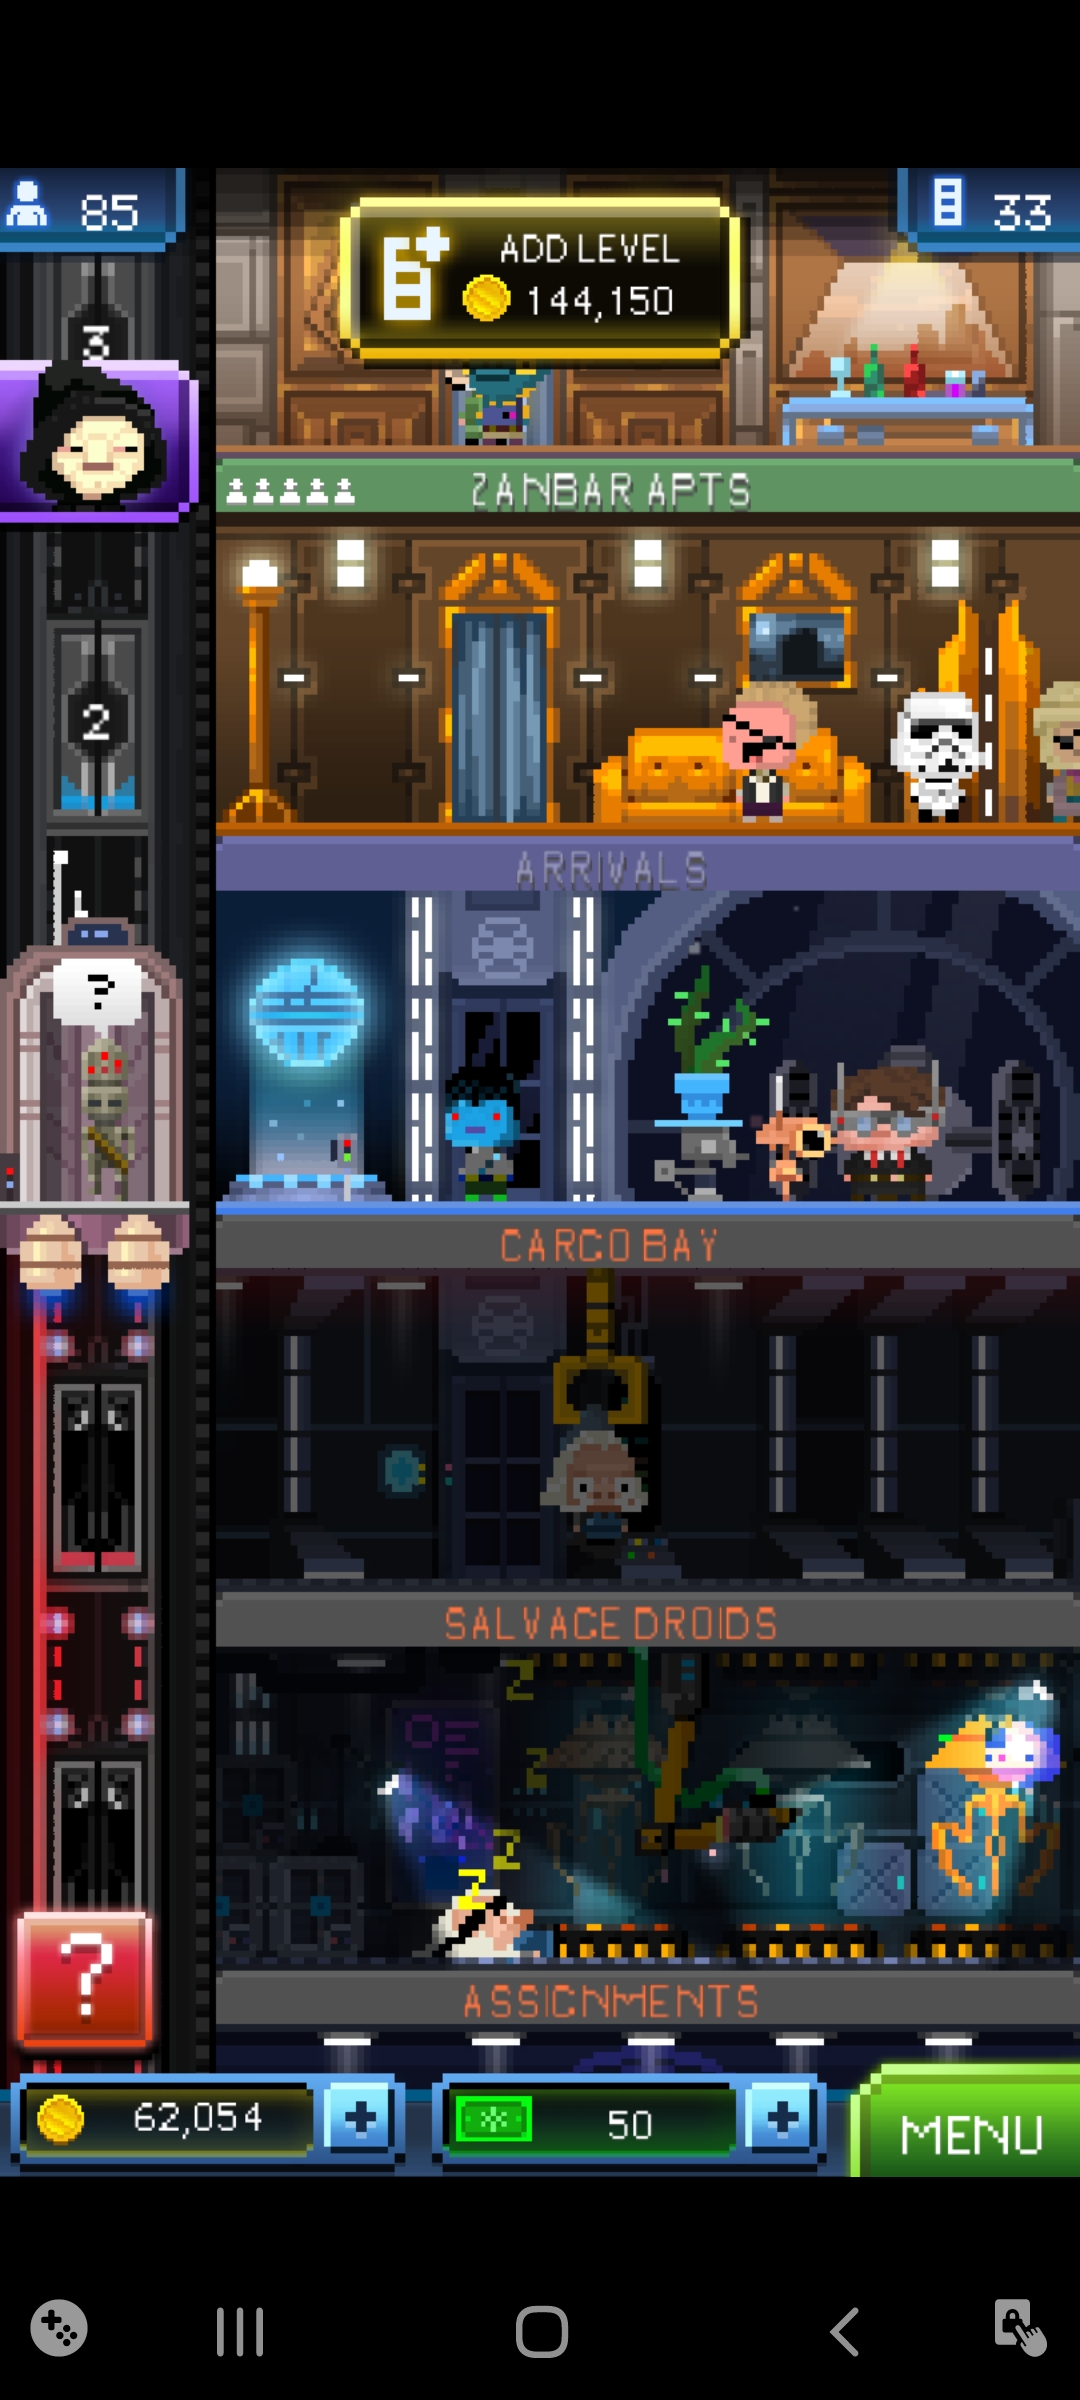 85
33
ADD LEVEL
144,150
3
ZANBAR APTS
2
ARRIVALS
?
CARGO BAY
SALVAGE DROIDS
Z
Z
Z
Z
ASSIGNMENTS
?
62,054
50
MENU